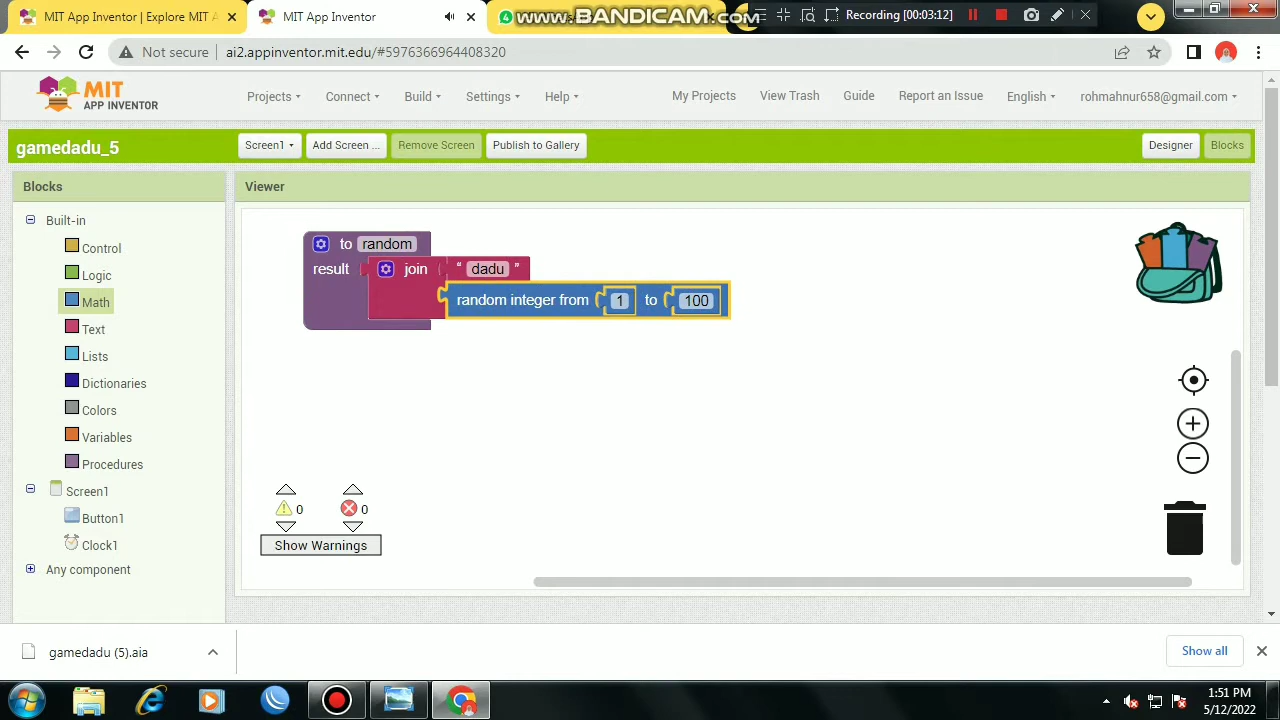 MIT App Inventor | Explore MIT A
MIT App Inventor
www.BANDICAM.com
Recording [00:03:12]
Not secure
ai2.appinventor.mit.edu/#5976366964408320
MIT
APP INVENTOR
Projects
Connect
Build
Settings
Help
My Projects
View Trash
Guide
Report an Issue
English
rohmahnur658@gmail.com
gamedadu_5
Screen1
Add Screen ...
Remove Screen
Publish to Gallery
Designer
Blocks
Blocks
Viewer
Built-in
Control
Logic
Math
Text
Lists
Dictionaries
Colors
Variables
Procedures
Screen1
Button1
Clock1
Any component
to random
result join “ dadu ”
random integer from 1 to 100
0 0
Show Warnings
gamedadu (5).aia
Show all
1:51 PM
5/12/2022